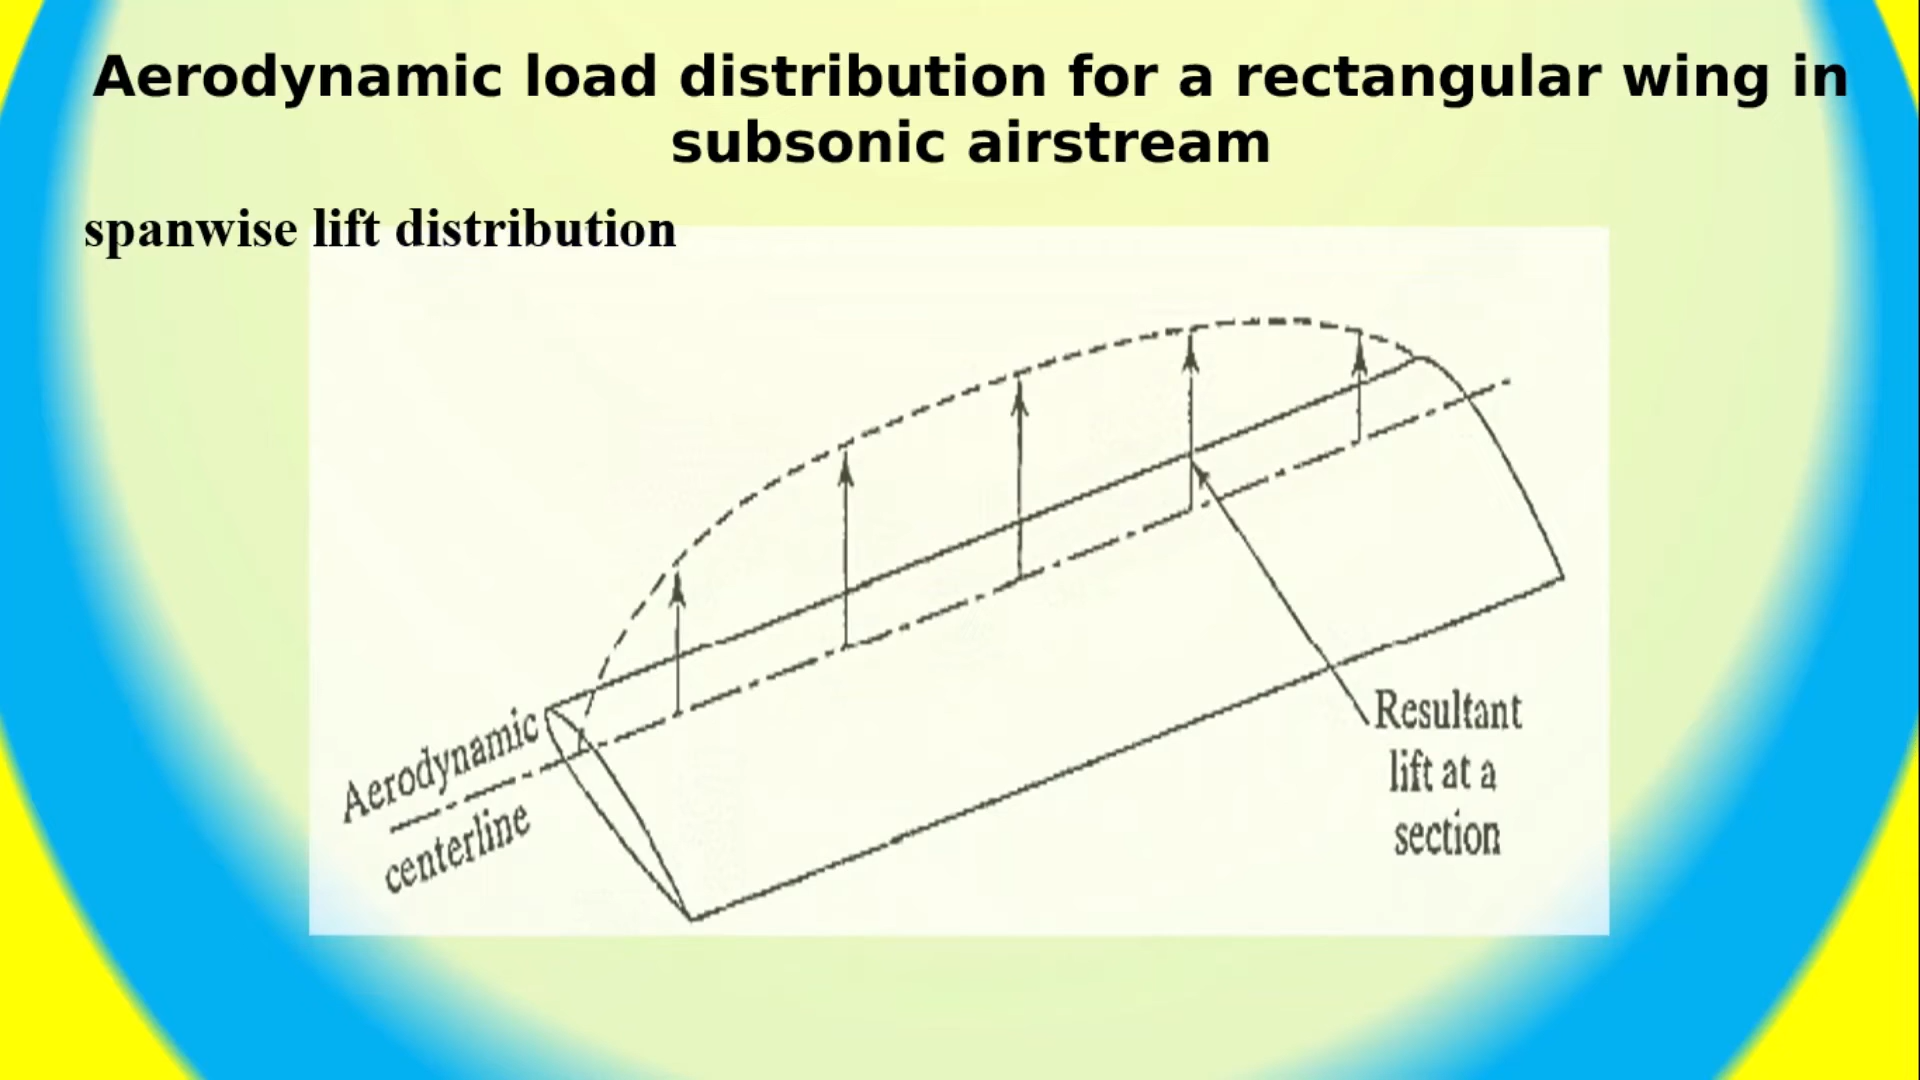 Aerodynamic load distribution for a rectangular wing in
subsonic airstream
spanwise lift distribution
Aerodynamic
centerline
Resultant
lift at a
section